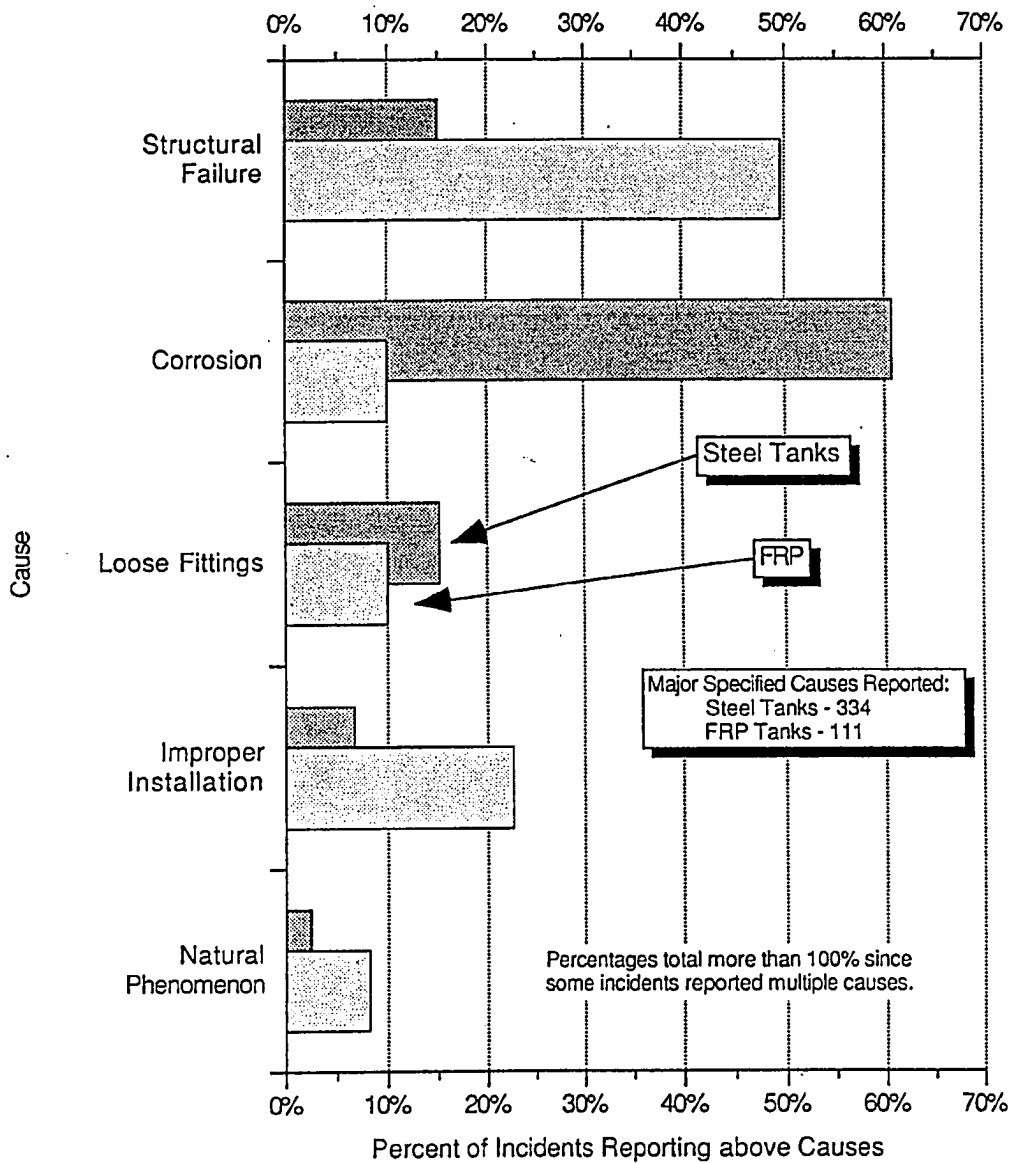 0% 10% 20% 30% 40% 50% 60% 70%
Structural
Failure
Corrosion
Steel Tanks
Cause
Loose Fittings
FRP
Major Specified Causes Reported:
Steel Tanks - 334
FRP Tanks - 111
Improper
Installation
Natural
Phenomenon
Percentages total more than 100% since
some incidents reported multiple causes.
0% 10% 20% 30% 40% 50% 60% 70%
Percent of Incidents Reporting above Causes